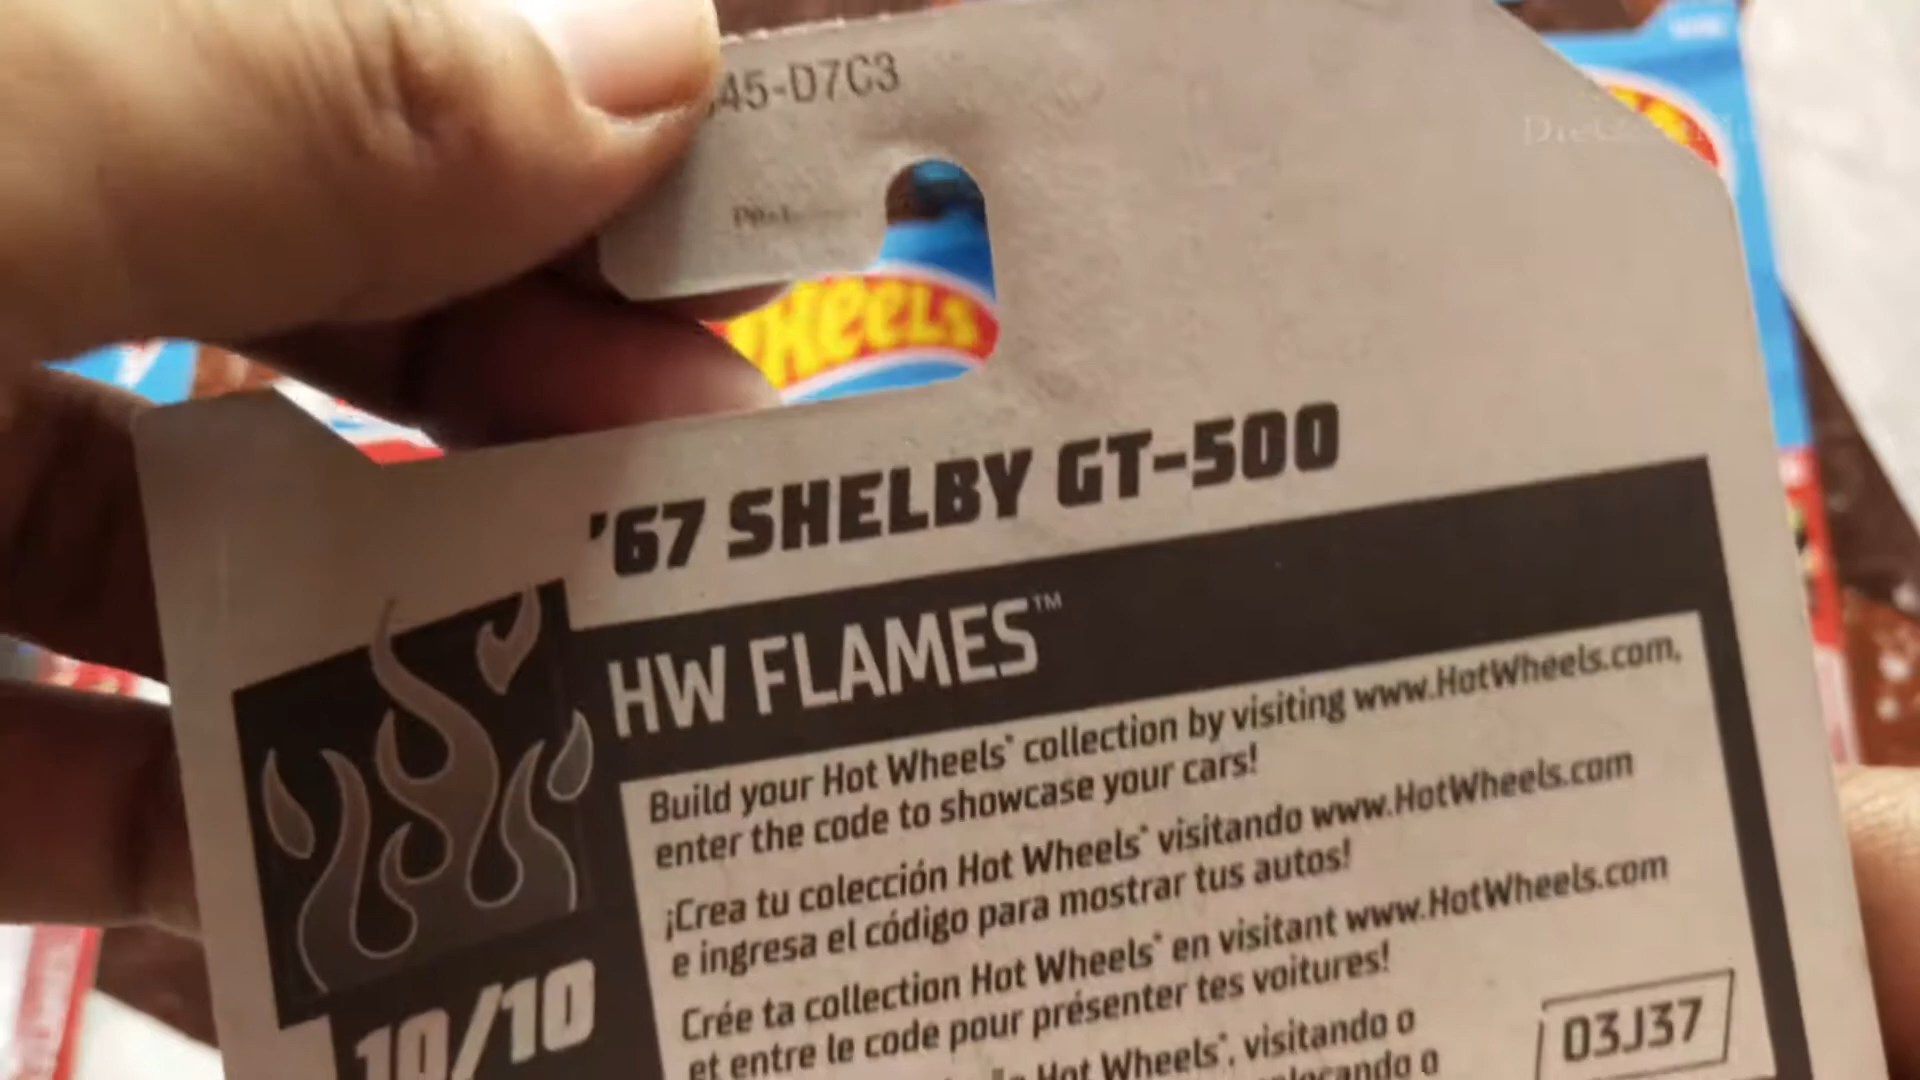 45-D7C3
WHEELS
'67 SHELBY GT-500
HW FLAMES™
Build your Hot Wheels® collection by visiting www.HotWheels.com,
enter the code to showcase your cars!
¡Crea tu colección Hot Wheels® visitando www.HotWheels.com
e ingresa el código para mostrar tus autos!
Crée ta collection Hot Wheels® en visitant www.HotWheels.com
et entre le code pour présenter tes voitures!
Hot Wheels®, visitando o
10/10
03J37